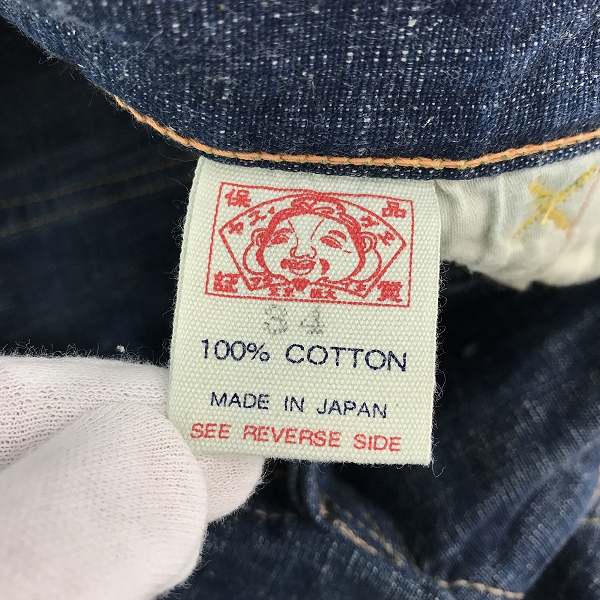 保 品
証 質
34
100% COTTON
MADE IN JAPAN
SEE REVERSE SIDE